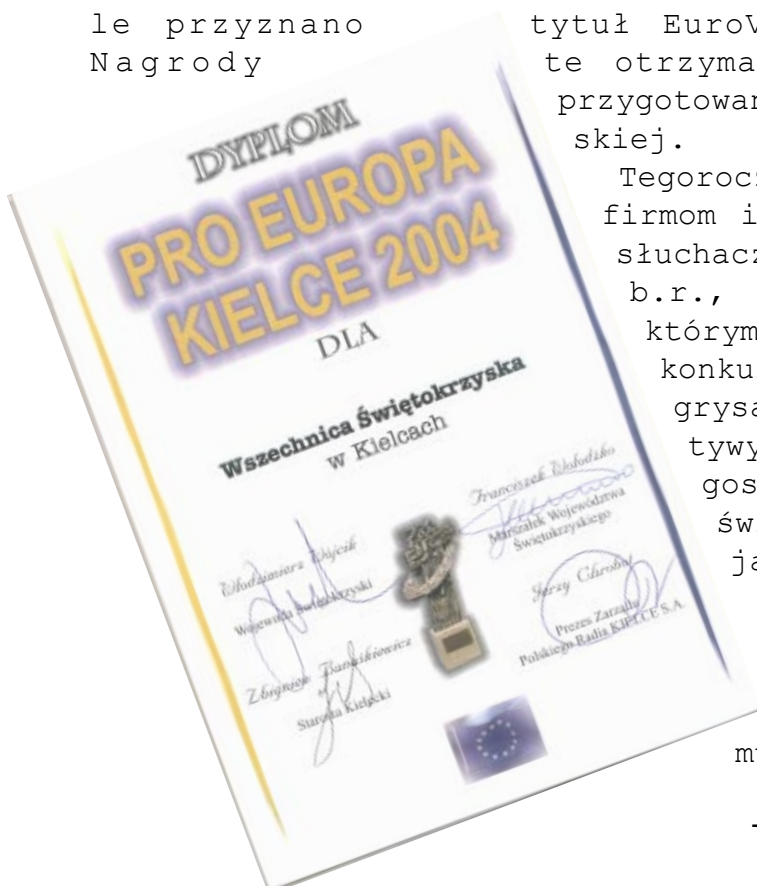 le przyznano tytuł EuroV
Nagrody te otrzyma
przygotowan
skiej.
Tegorocz
firmom i
słuchacz
b.r.,
którym
konku
grysa
tywy
gos
św
ja
DYPLOM
PRO EUROPA
KIELCE 2004
DLA
Wszechnica Świętokrzyska
w Kielcach
Franciszek Wołodźko
Marszałek Województwa
Świętokrzyskiego
Włodzimierz Wójcik
Wojewoda Świętokrzyski
Jerzy Chrobot
Prezes Zarządu
Polskiego Radia KIELCE S.A.
Zbigniew Banaśkiewicz
Starosta Kielecki